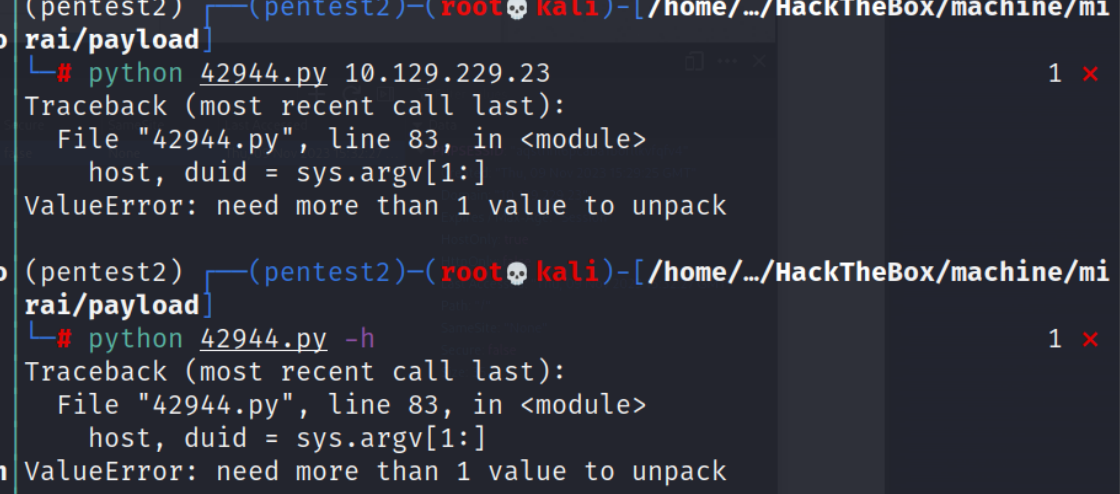 (pentest2) ┌──(pentest2)─(root💀kali)-[/home/…/HackTheBox/machine/mi
o rai/payload]
└─# python 42944.py 10.129.229.23 1 ⨯
Traceback (most recent call last):
File "42944.py", line 83, in <module>
host, duid = sys.argv[1:]
ValueError: need more than 1 value to unpack
o (pentest2) ┌──(pentest2)─(root💀kali)-[/home/…/HackTheBox/machine/mi
rai/payload]
└─# python 42944.py -h 1 ⨯
Traceback (most recent call last):
File "42944.py", line 83, in <module>
host, duid = sys.argv[1:]
n ValueError: need more than 1 value to unpack